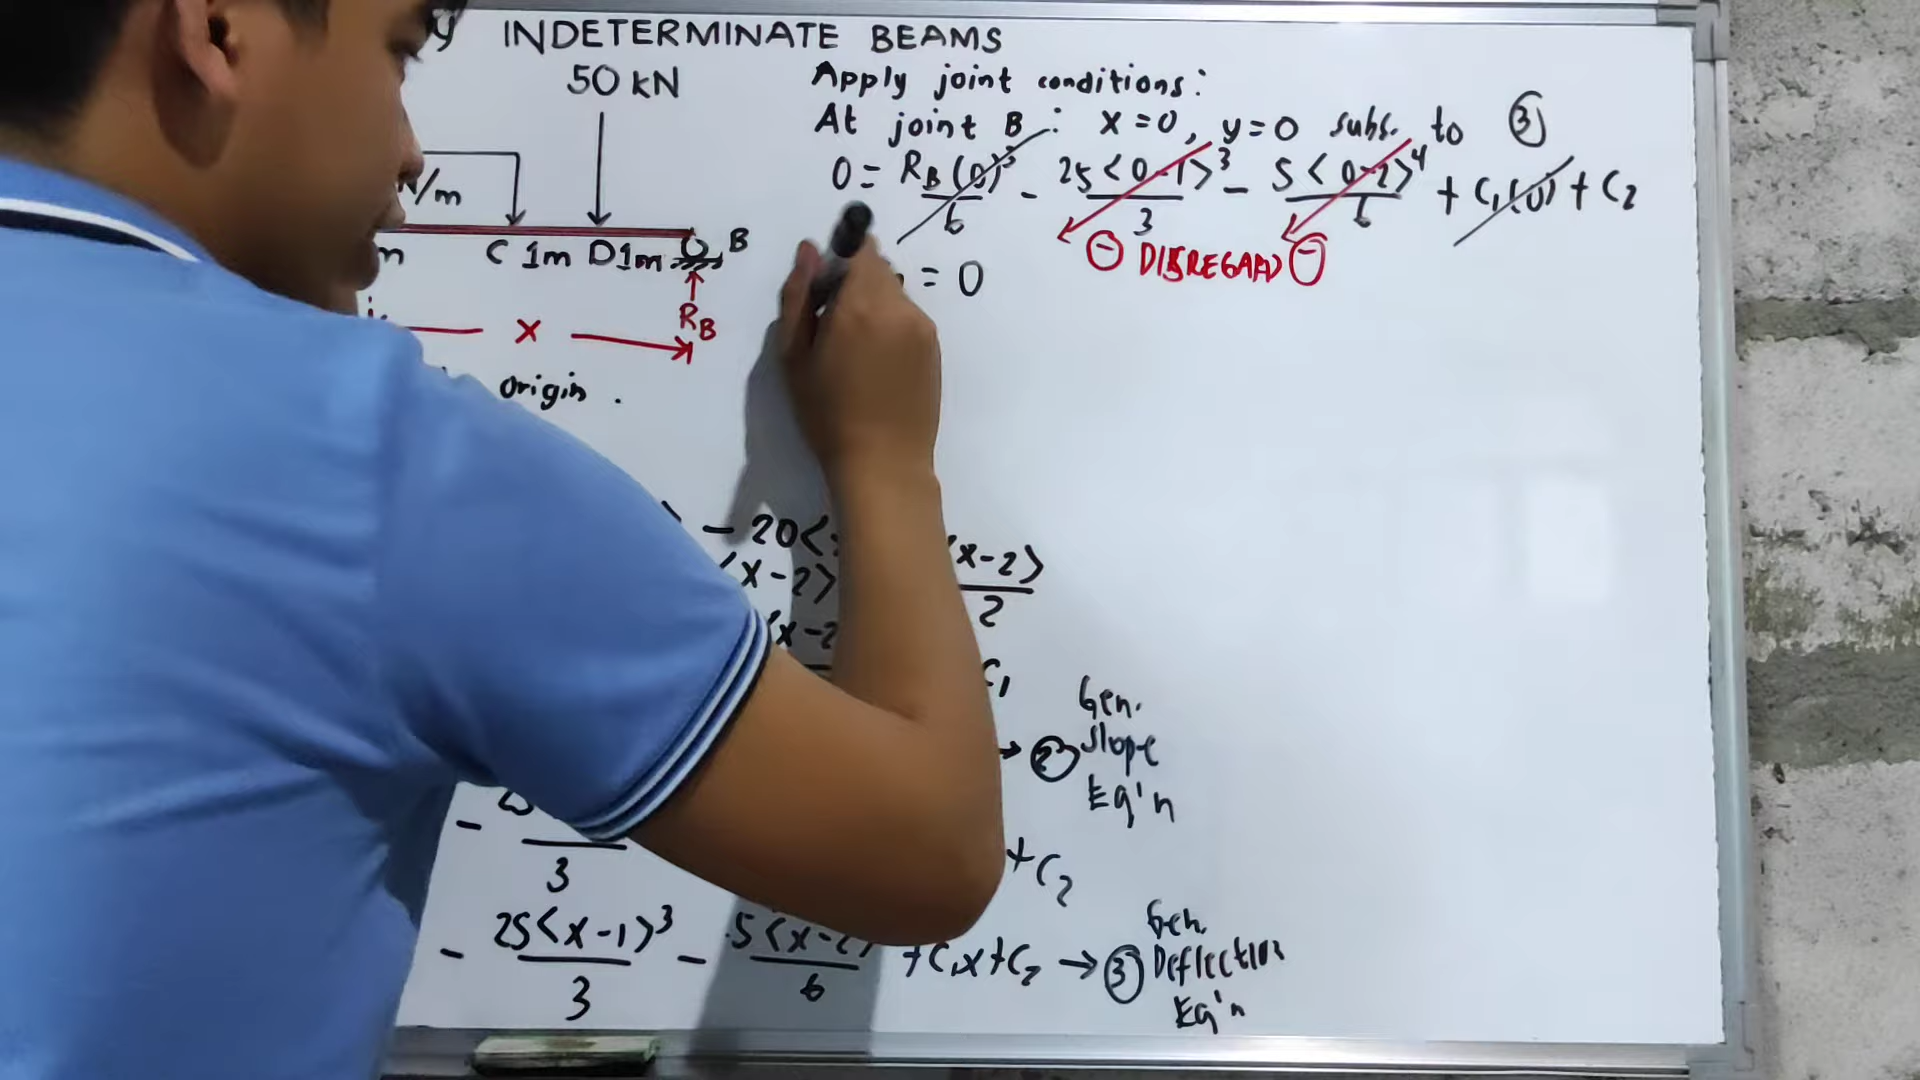 INDETERMINATE BEAMS
50 kN
N/m
C 1m D 1m B
R_B
x
origin .
Apply joint conditions:
At joint B: x=0, y=0 subs. to ③
0 = R_B(0)³/6 - 25<0-1>³/3 - 5<0-2>⁴/6 + C₁(0) + C₂
⊖ DISREGARD ⊖
= 0
- 20<
<x-2> <x-2>/2
<x-2
C₁
→ ② Gen. Slope Eq'n
- 3
+C₂
- 25<x-1>³/3 - 5<x-2>/6 +C₁x+C₂ → ③ Gen. Deflection Eq'n